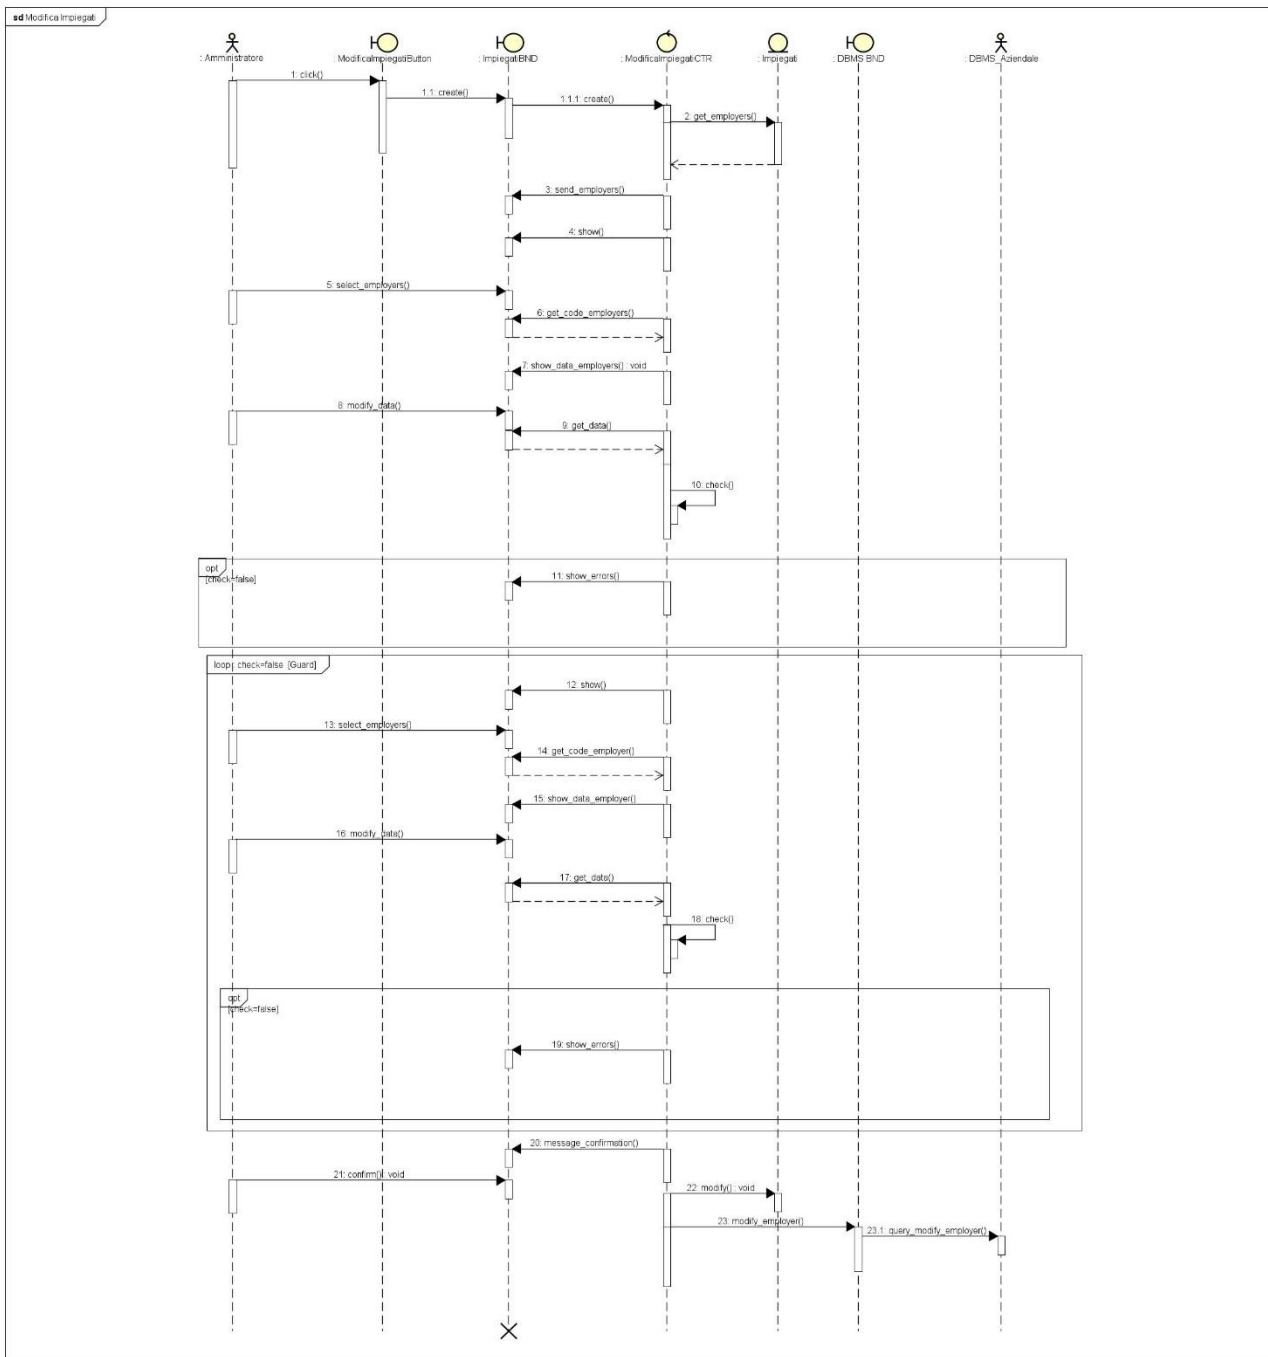 sd Modifica Impiegati
: Amministratore
: ModificaImpiegatiButton
: ImpiegatiBND
: ModificaImpiegatiCTR
: Impiegati
: DBMS BND
: DBMS_Aziendale
1: click()
1.1: create()
1.1.1: create()
2: get_employers()
3: send_employers()
4: show()
5: select_employers()
6: get_code_employers()
7: show_data_employers() : void
8: modify_data()
9: get_data()
10: check()
opt
[check=false]
11: show_errors()
loop : check=false [Guard]
12: show()
13: select_employers()
14: get_code_employer()
15: show_data_employer()
16: modify_data()
17: get_data()
18: check()
opt
[check=false]
19: show_errors()
20: message_confirmation()
21: confirm() : void
22: modify() : void
23: modify_employer()
23.1: query_modify_employer()